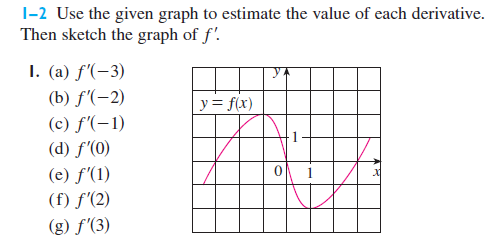 1–2 Use the given graph to estimate the value of each derivative.
Then sketch the graph of f′.
1. (a) f′(−3)
(b) f′(−2)
(c) f′(−1)
(d) f′(0)
(e) f′(1)
(f) f′(2)
(g) f′(3)
y
y = f(x)
1
0 1 x